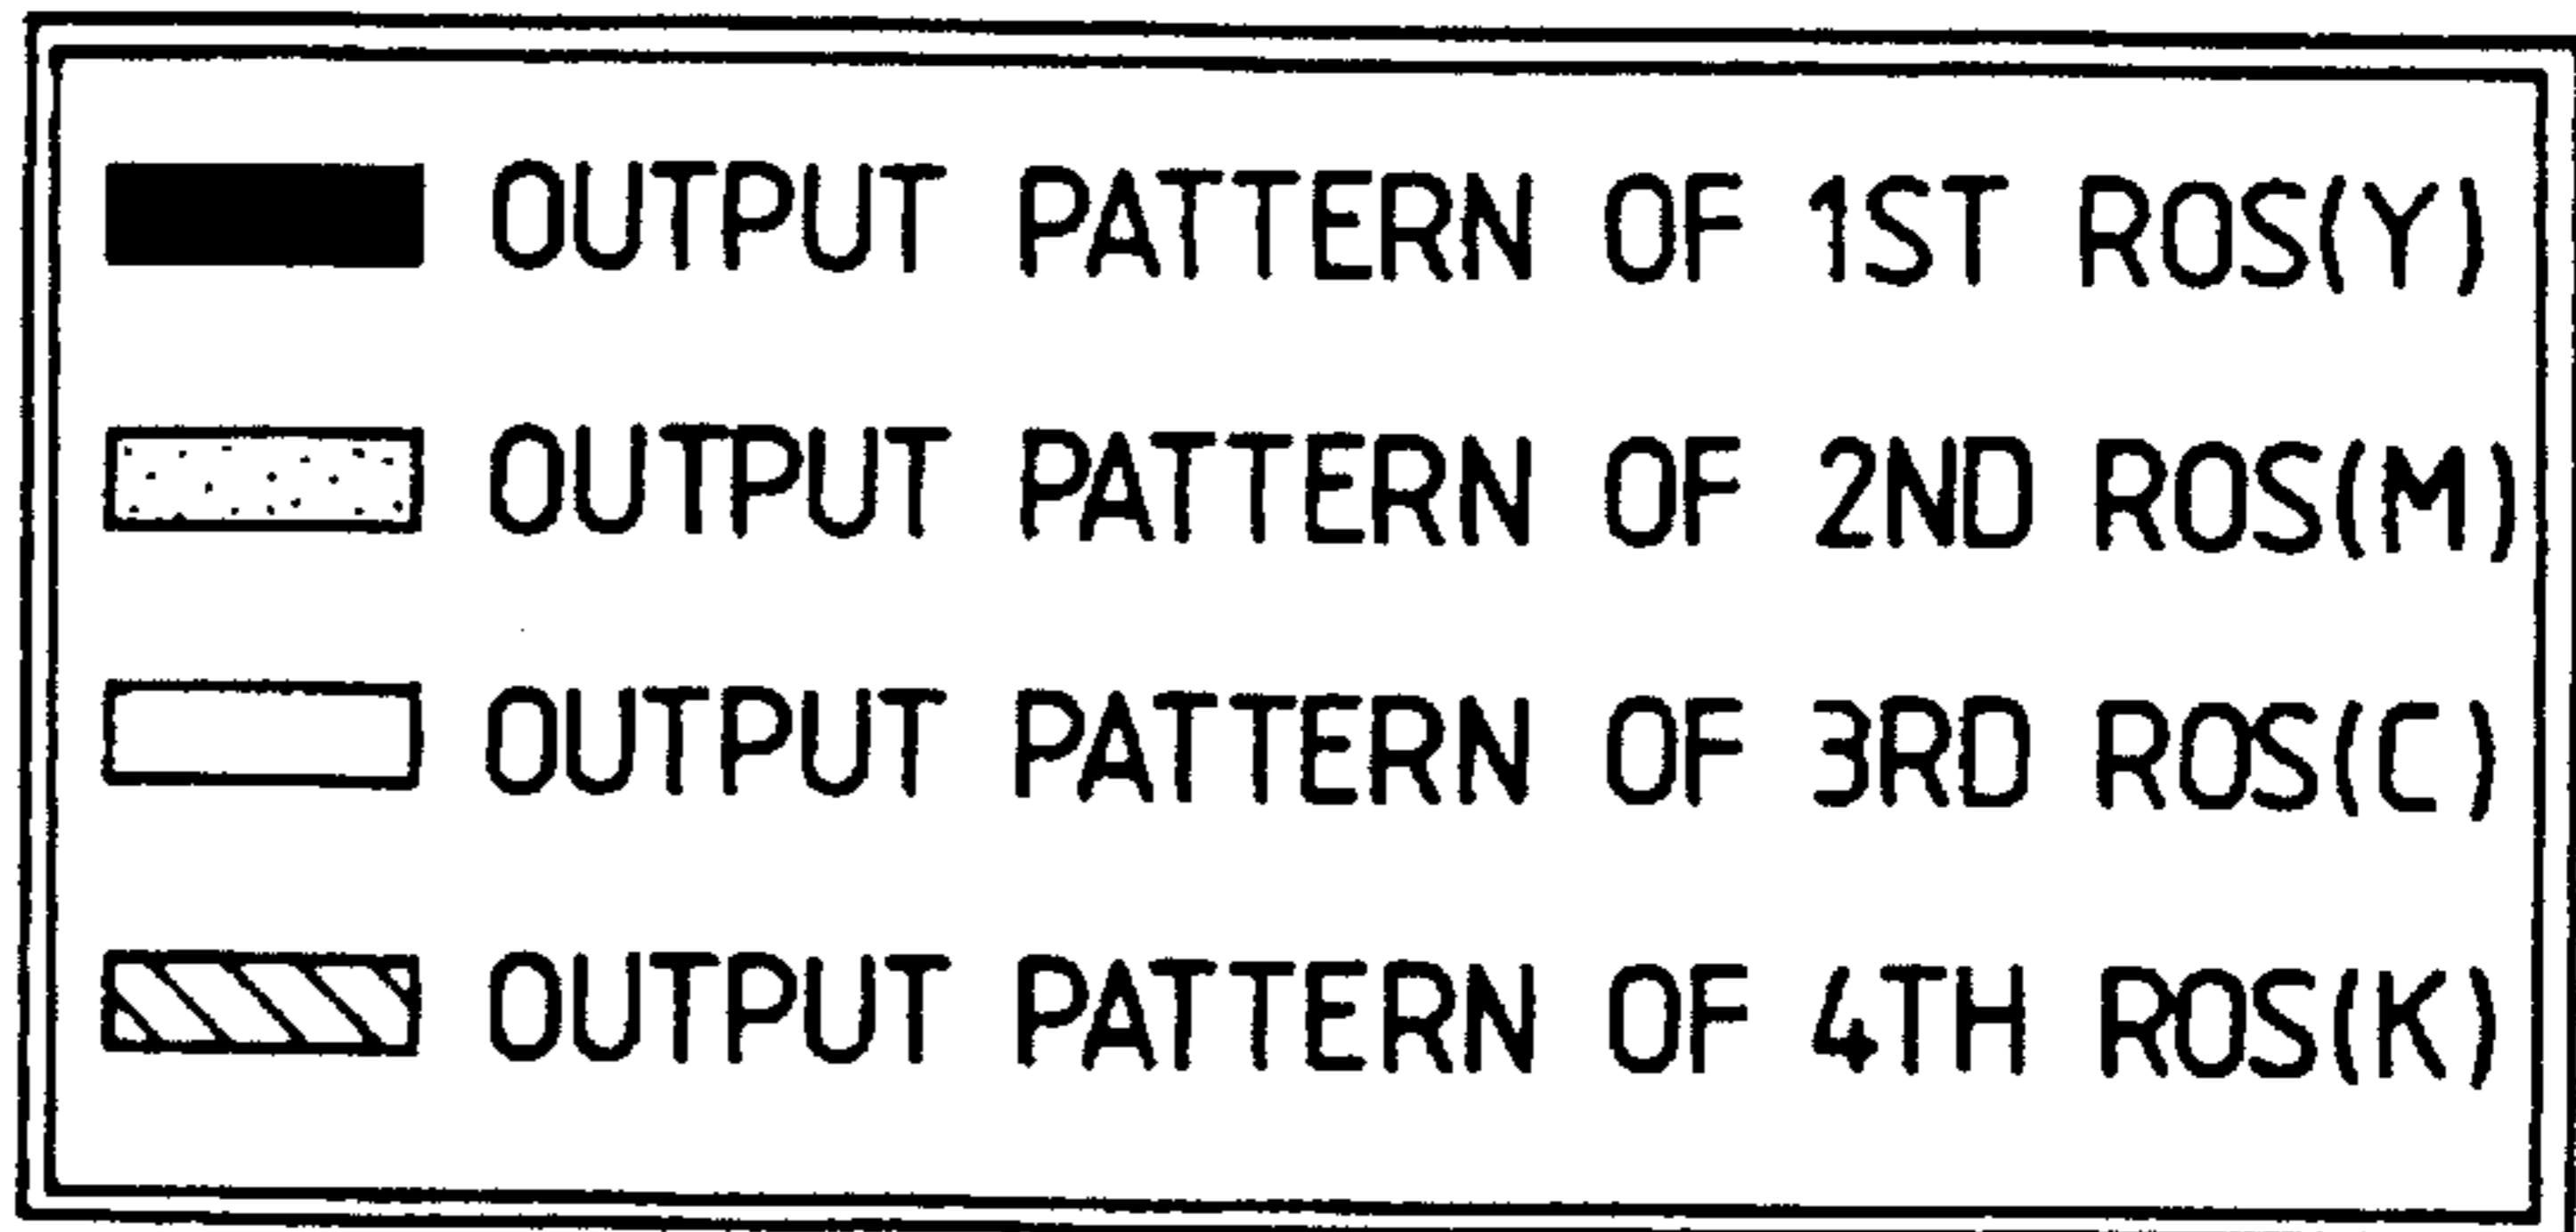 OUTPUT PATTERN OF 1ST ROS(Y)
OUTPUT PATTERN OF 2ND ROS(M)
OUTPUT PATTERN OF 3RD ROS(C)
OUTPUT PATTERN OF 4TH ROS(K)